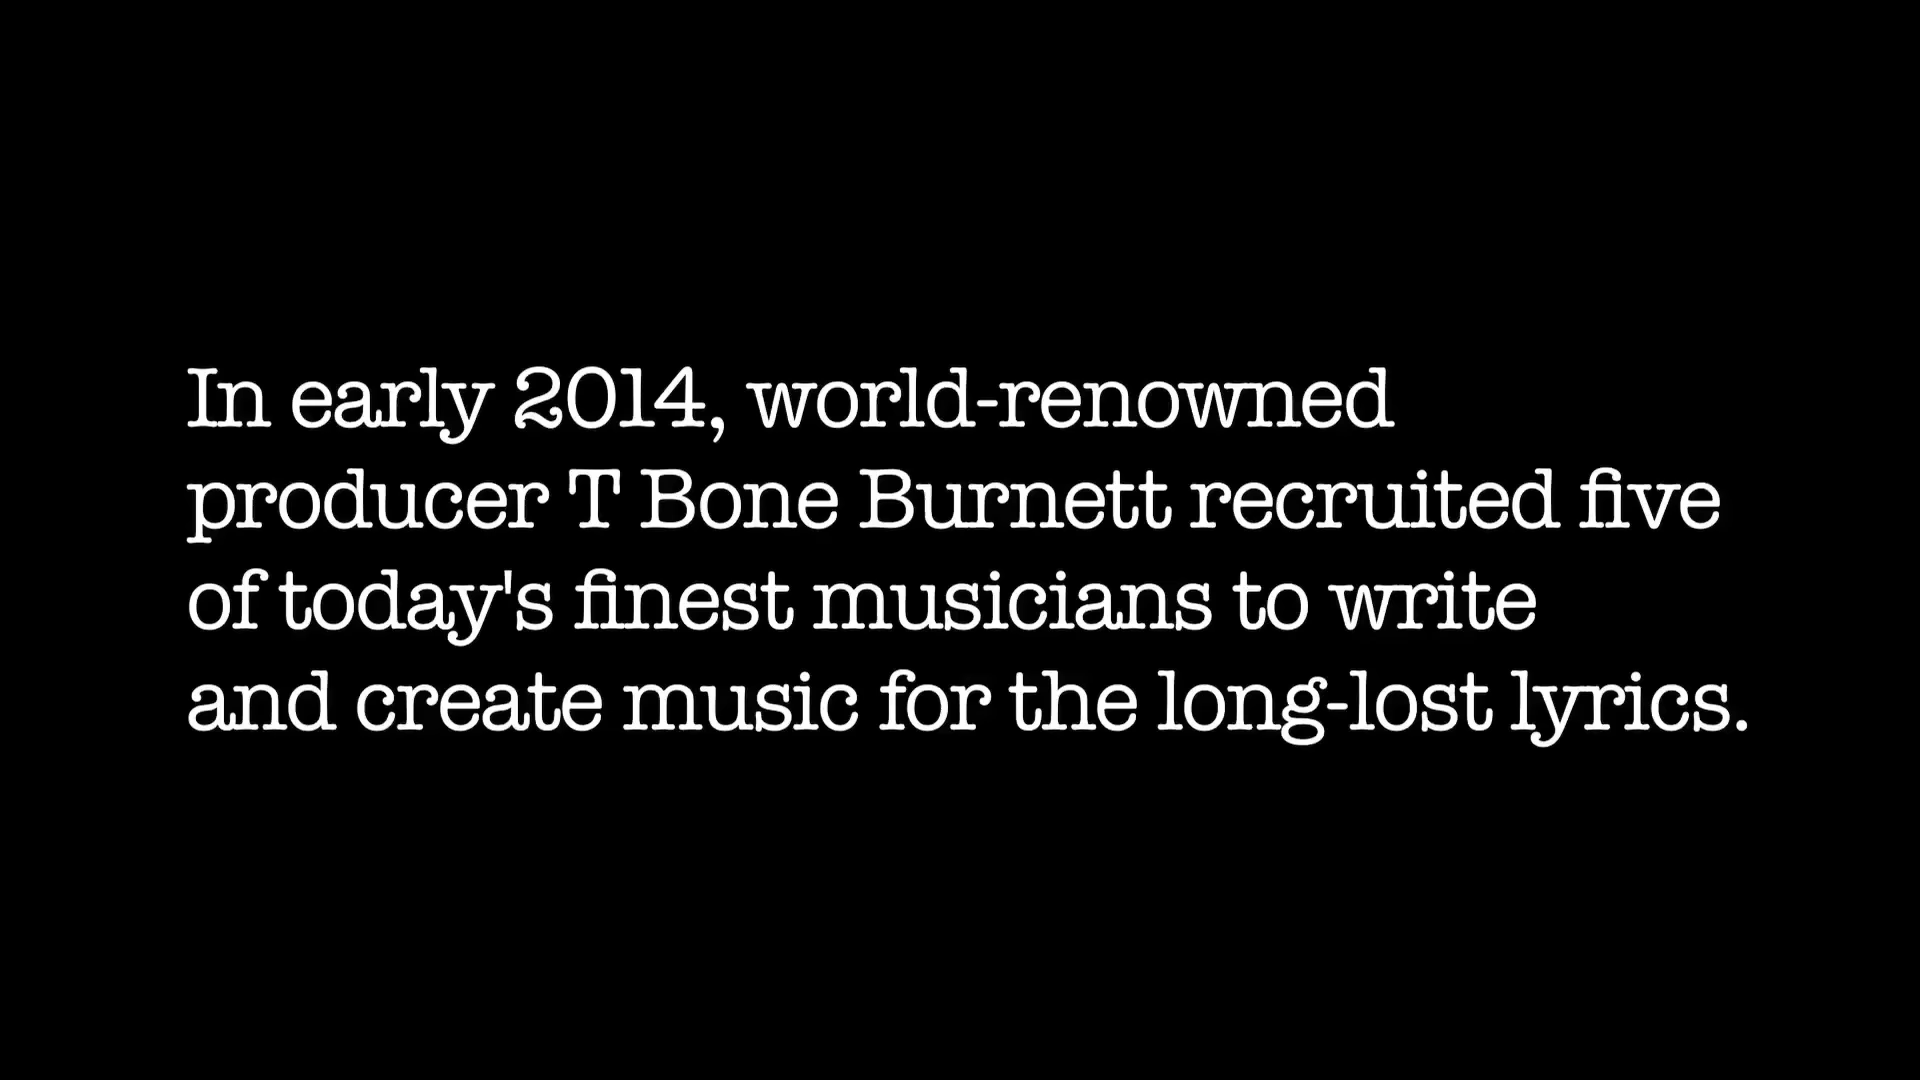 In early 2014, world-renowned
producer T Bone Burnett recruited five
of today's finest musicians to write
and create music for the long-lost lyrics.